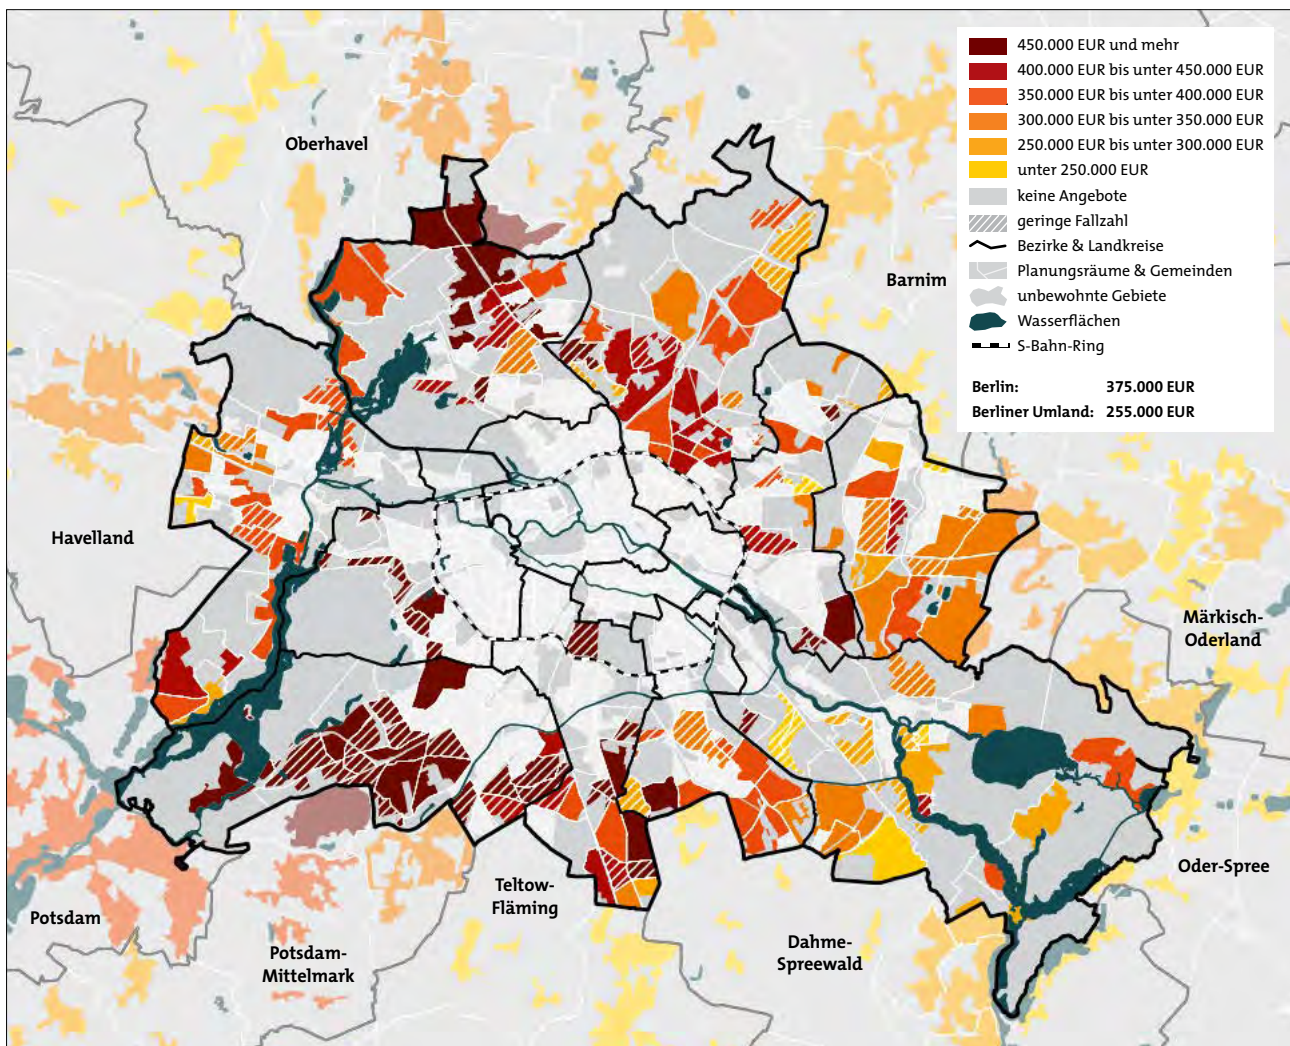 450.000 EUR und mehr
400.000 EUR bis unter 450.000 EUR
350.000 EUR bis unter 400.000 EUR
300.000 EUR bis unter 350.000 EUR
250.000 EUR bis unter 300.000 EUR
unter 250.000 EUR
keine Angebote
geringe Fallzahl
Bezirke & Landkreise
Planungsräume & Gemeinden
unbewohnte Gebiete
Wasserflächen
S-Bahn-Ring
Berlin: 375.000 EUR
Berliner Umland: 255.000 EUR
Oberhavel
Barnim
Havelland
Märkisch-
Oderland
Oder-Spree
Potsdam
Potsdam-
Mittelmark
Teltow-
Fläming
Dahme-
Spreewald